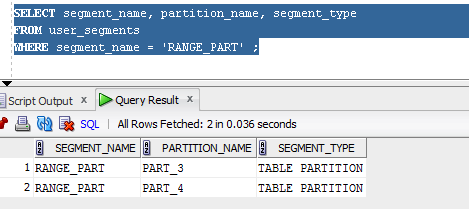 SELECT segment_name, partition_name, segment_type
FROM user_segments
WHERE segment_name = 'RANGE_PART' ;
Script Output x Query Result x
SQL | All Rows Fetched: 2 in 0.036 seconds
SEGMENT_NAME PARTITION_NAME SEGMENT_TYPE
1 RANGE_PART PART_3 TABLE PARTITION
2 RANGE_PART PART_4 TABLE PARTITION